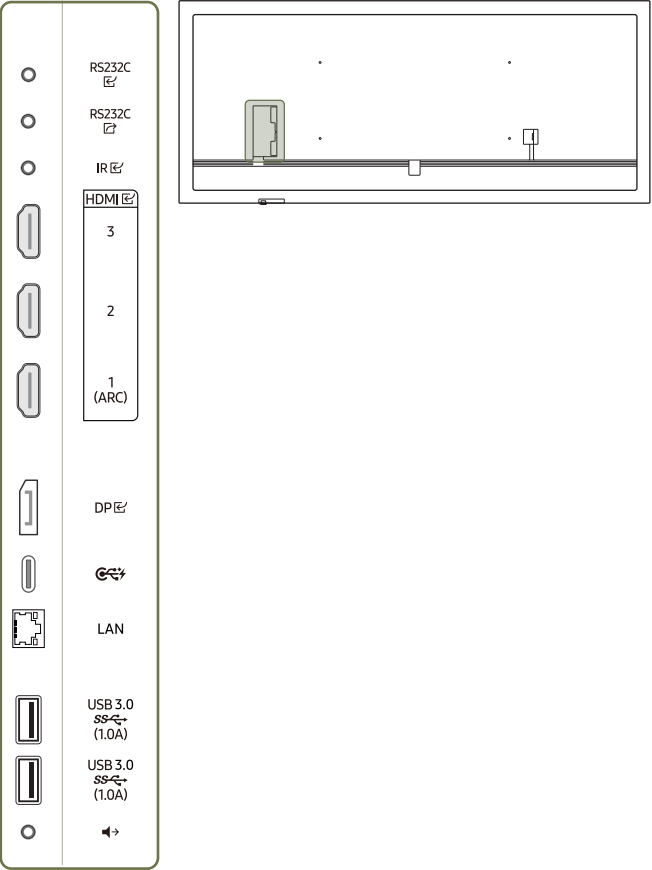 RS232C
RS232C
IR
HDMI
3
2
1
(ARC)
DP
LAN
USB 3.0
SS
(1.0A)
USB 3.0
SS
(1.0A)